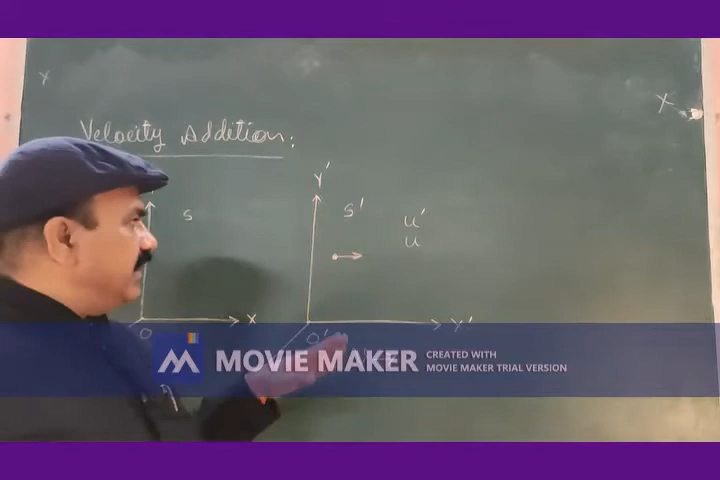 Velocity Addition:
Y'
S
S'
u'
u
X
X'
O
O'
MOVIE MAKER
CREATED WITH
MOVIE MAKER TRIAL VERSION